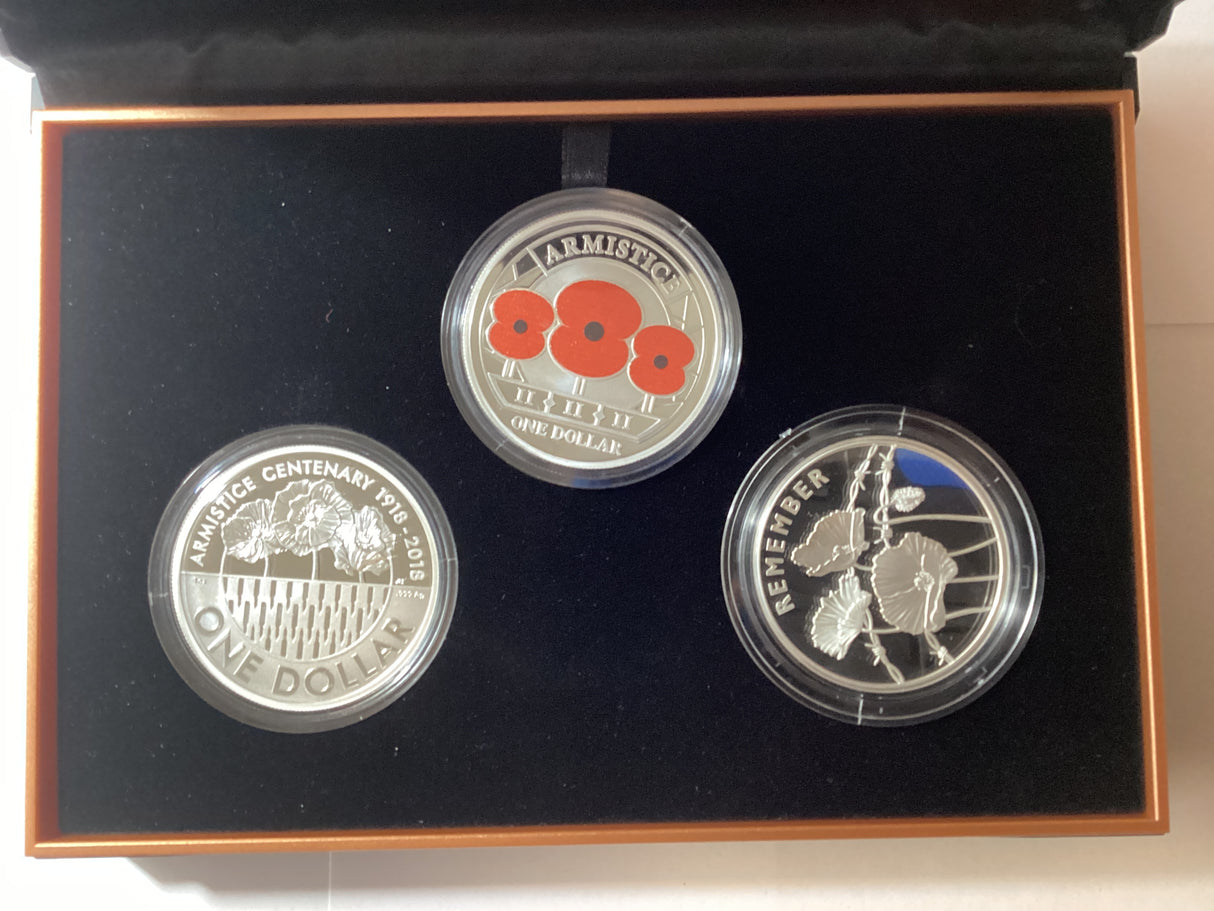 ARMISTICE
II II II
ONE DOLLAR
ARMISTICE CENTENARY 1918 - 2018
ONE DOLLAR
REMEMBER